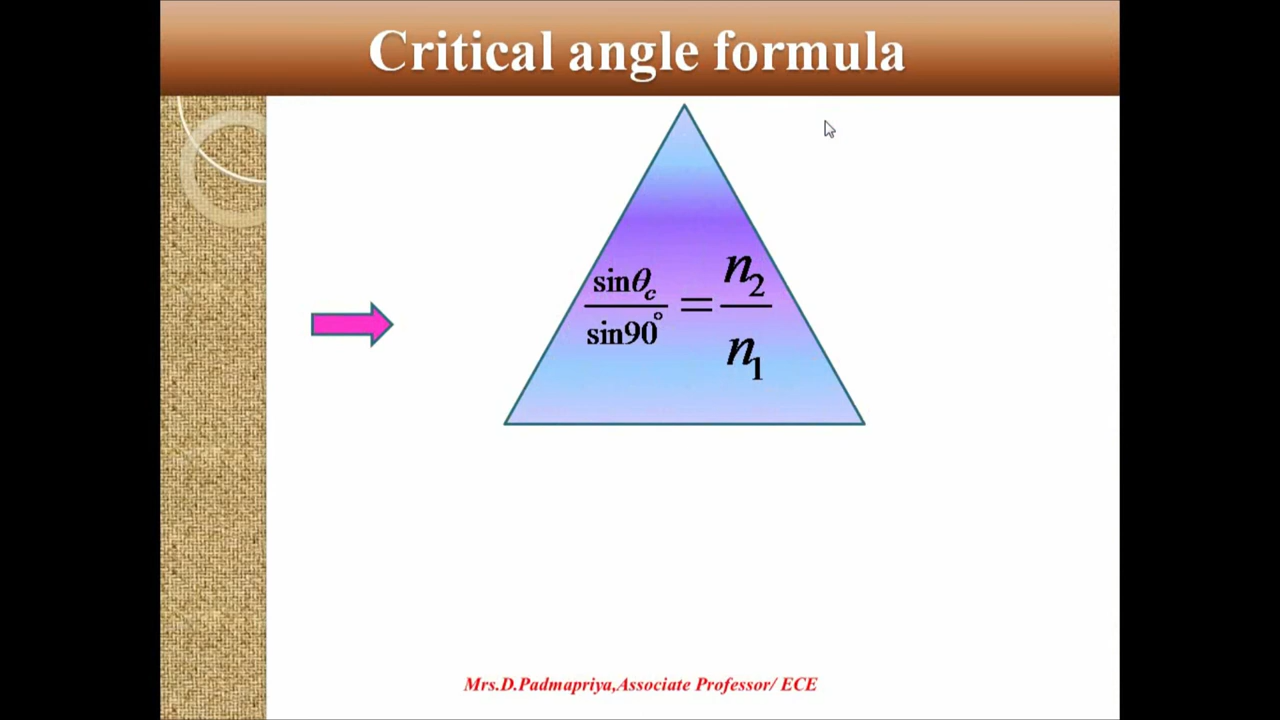 Critical angle formula
sinθc / sin90° = n2 / n1
Mrs.D.Padmapriya,Associate Professor/ ECE